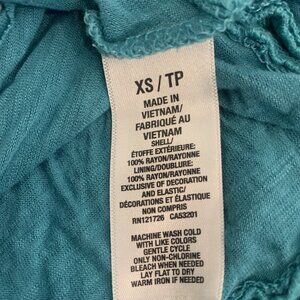 XS / TP
MADE IN
VIETNAM/
FABRIQUÉ AU
VIETNAM
SHELL/
ÉTOFFE EXTÉRIEURE:
100% RAYON/RAYONNE
LINING/DOUBLURE:
100% RAYON/RAYONNE
EXCLUSIVE OF DECORATION
AND ELASTIC/
DÉCORATIONS ET ÉLASTIQUE
NON COMPRIS
RN121726 CA53201
MACHINE WASH COLD
WITH LIKE COLORS
GENTLE CYCLE
ONLY NON-CHLORINE
BLEACH WHEN NEEDED
LAY FLAT TO DRY
WARM IRON IF NEEDED